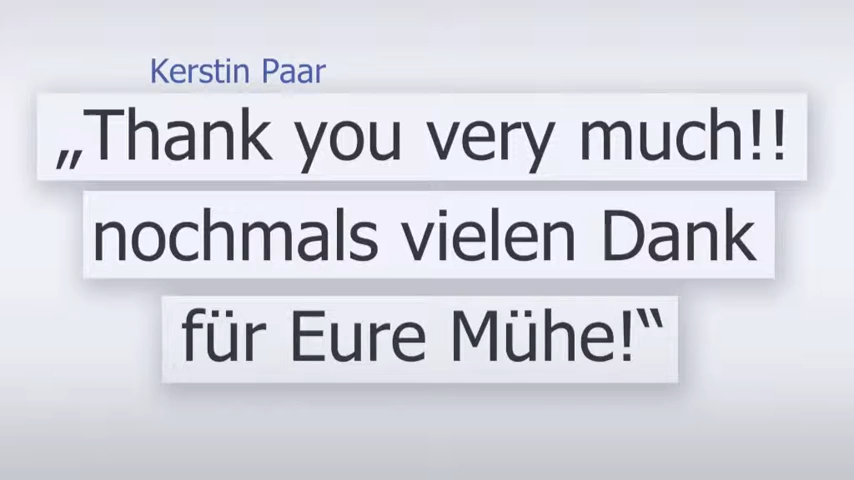 Kerstin Paar
„Thank you very much!!
nochmals vielen Dank
für Eure Mühe!“